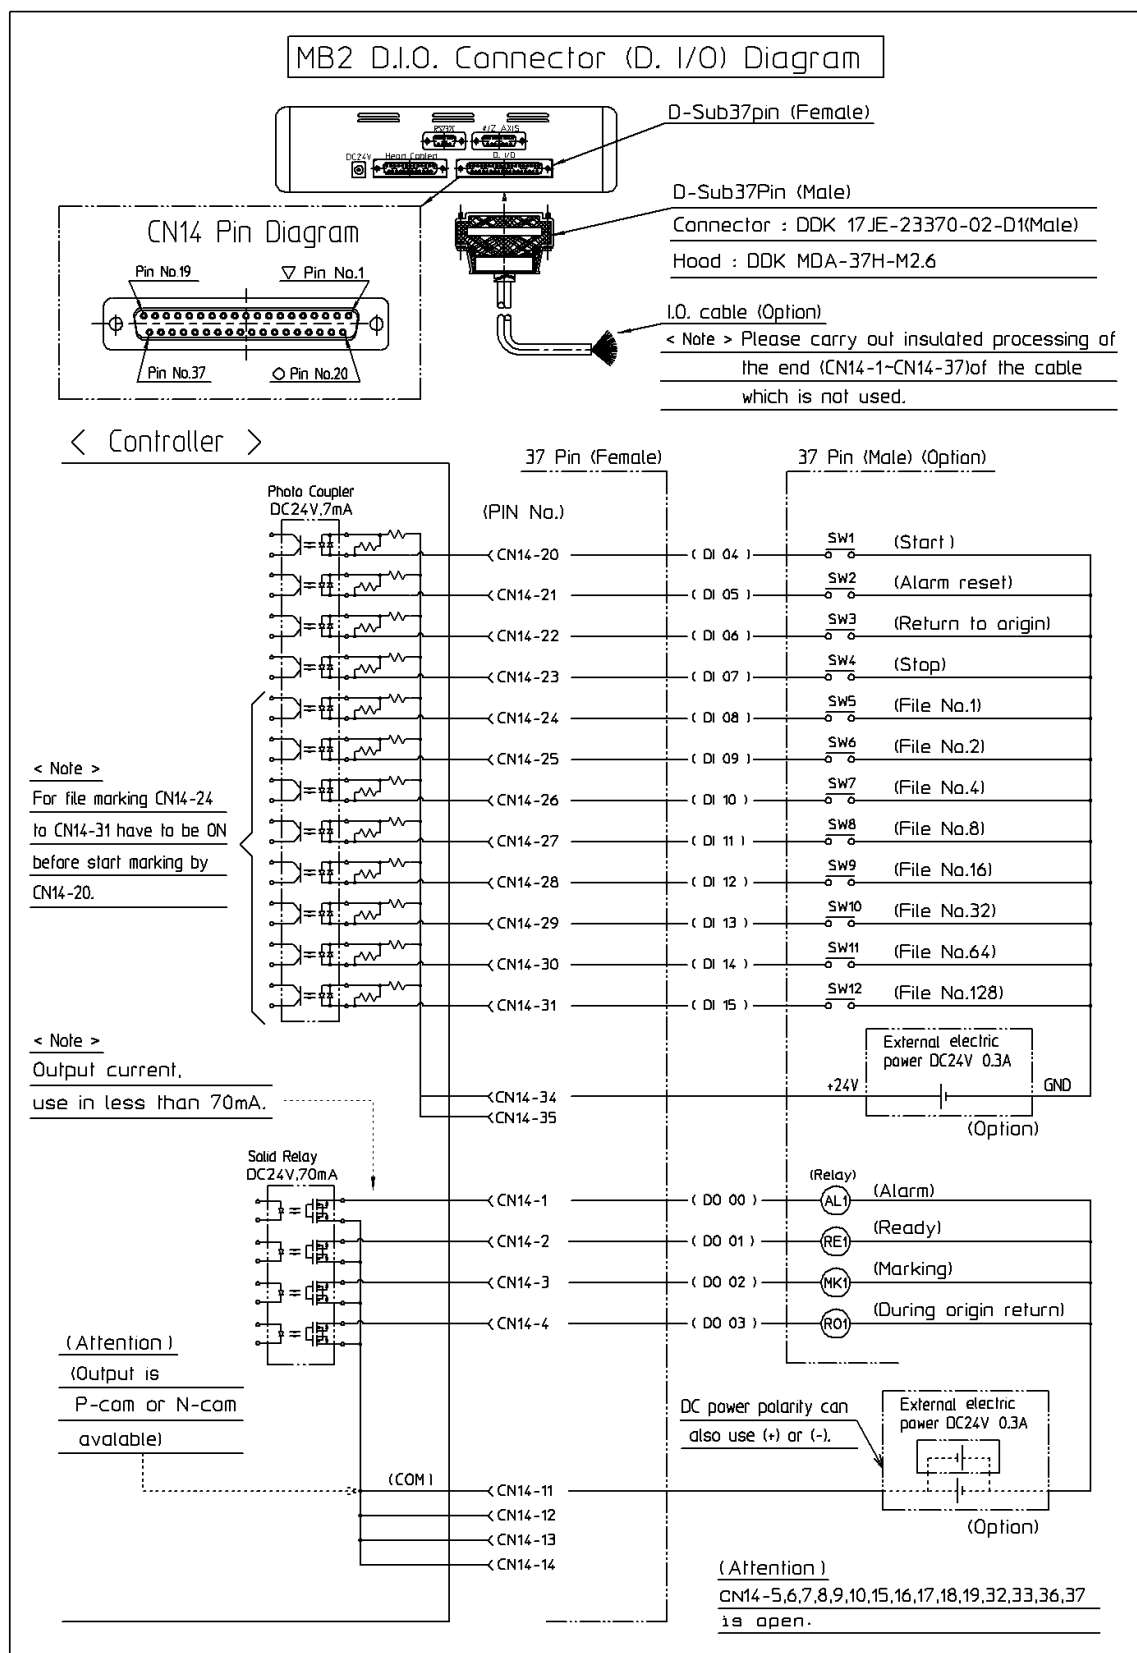 MB2 D.I.O. Connector (D. I/O) Diagram
D-Sub37pin (Female)
RS232C
#/Z AXIS
DC24V
Head Cabled
D. I/O
D-Sub37Pin (Male)
Connector : DDK 17JE-23370-02-D1(Male)
Hood : DDK MDA-37H-M2.6
CN14 Pin Diagram
Pin No.19
▽ Pin No.1
Pin No.37
◇ Pin No.20
I.O. cable (Option)
< Note > Please carry out insulated processing of
the end (CN14-1~CN14-37)of the cable
which is not used.
< Controller >
37 Pin (Female)
37 Pin (Male) (Option)
Photo Coupler
DC24V,7mA
(PIN No.)
CN14-20 ( DI 04 ) SW1 (Start )
CN14-21 ( DI 05 ) SW2 (Alarm reset)
CN14-22 ( DI 06 ) SW3 (Return to origin)
CN14-23 ( DI 07 ) SW4 (Stop)
CN14-24 ( DI 08 ) SW5 (File No.1)
CN14-25 ( DI 09 ) SW6 (File No.2)
CN14-26 ( DI 10 ) SW7 (File No.4)
CN14-27 ( DI 11 ) SW8 (File No.8)
CN14-28 ( DI 12 ) SW9 (File No.16)
CN14-29 ( DI 13 ) SW10 (File No.32)
CN14-30 ( DI 14 ) SW11 (File No.64)
CN14-31 ( DI 15 ) SW12 (File No.128)
< Note >
For file marking CN14-24
to CN14-31 have to be ON
before start marking by
CN14-20.
< Note >
Output current,
use in less than 70mA.
External electric
power DC24V 0.3A
+24V
GND
(Option)
CN14-34
CN14-35
Solid Relay
DC24V,70mA
(Relay)
CN14-1 ( DO 00 ) AL1 (Alarm)
CN14-2 ( DO 01 ) RE1 (Ready)
CN14-3 ( DO 02 ) MK1 (Marking)
CN14-4 ( DO 03 ) RO1 (During origin return)
(Attention )
(Output is
P-com or N-com
avalable)
DC power polarity can
also use (+) or (-).
External electric
power DC24V 0.3A
(Option)
(COM)
CN14-11
CN14-12
CN14-13
CN14-14
(Attention )
CN14-5,6,7,8,9,10,15,16,17,18,19,32,33,36,37
is open.